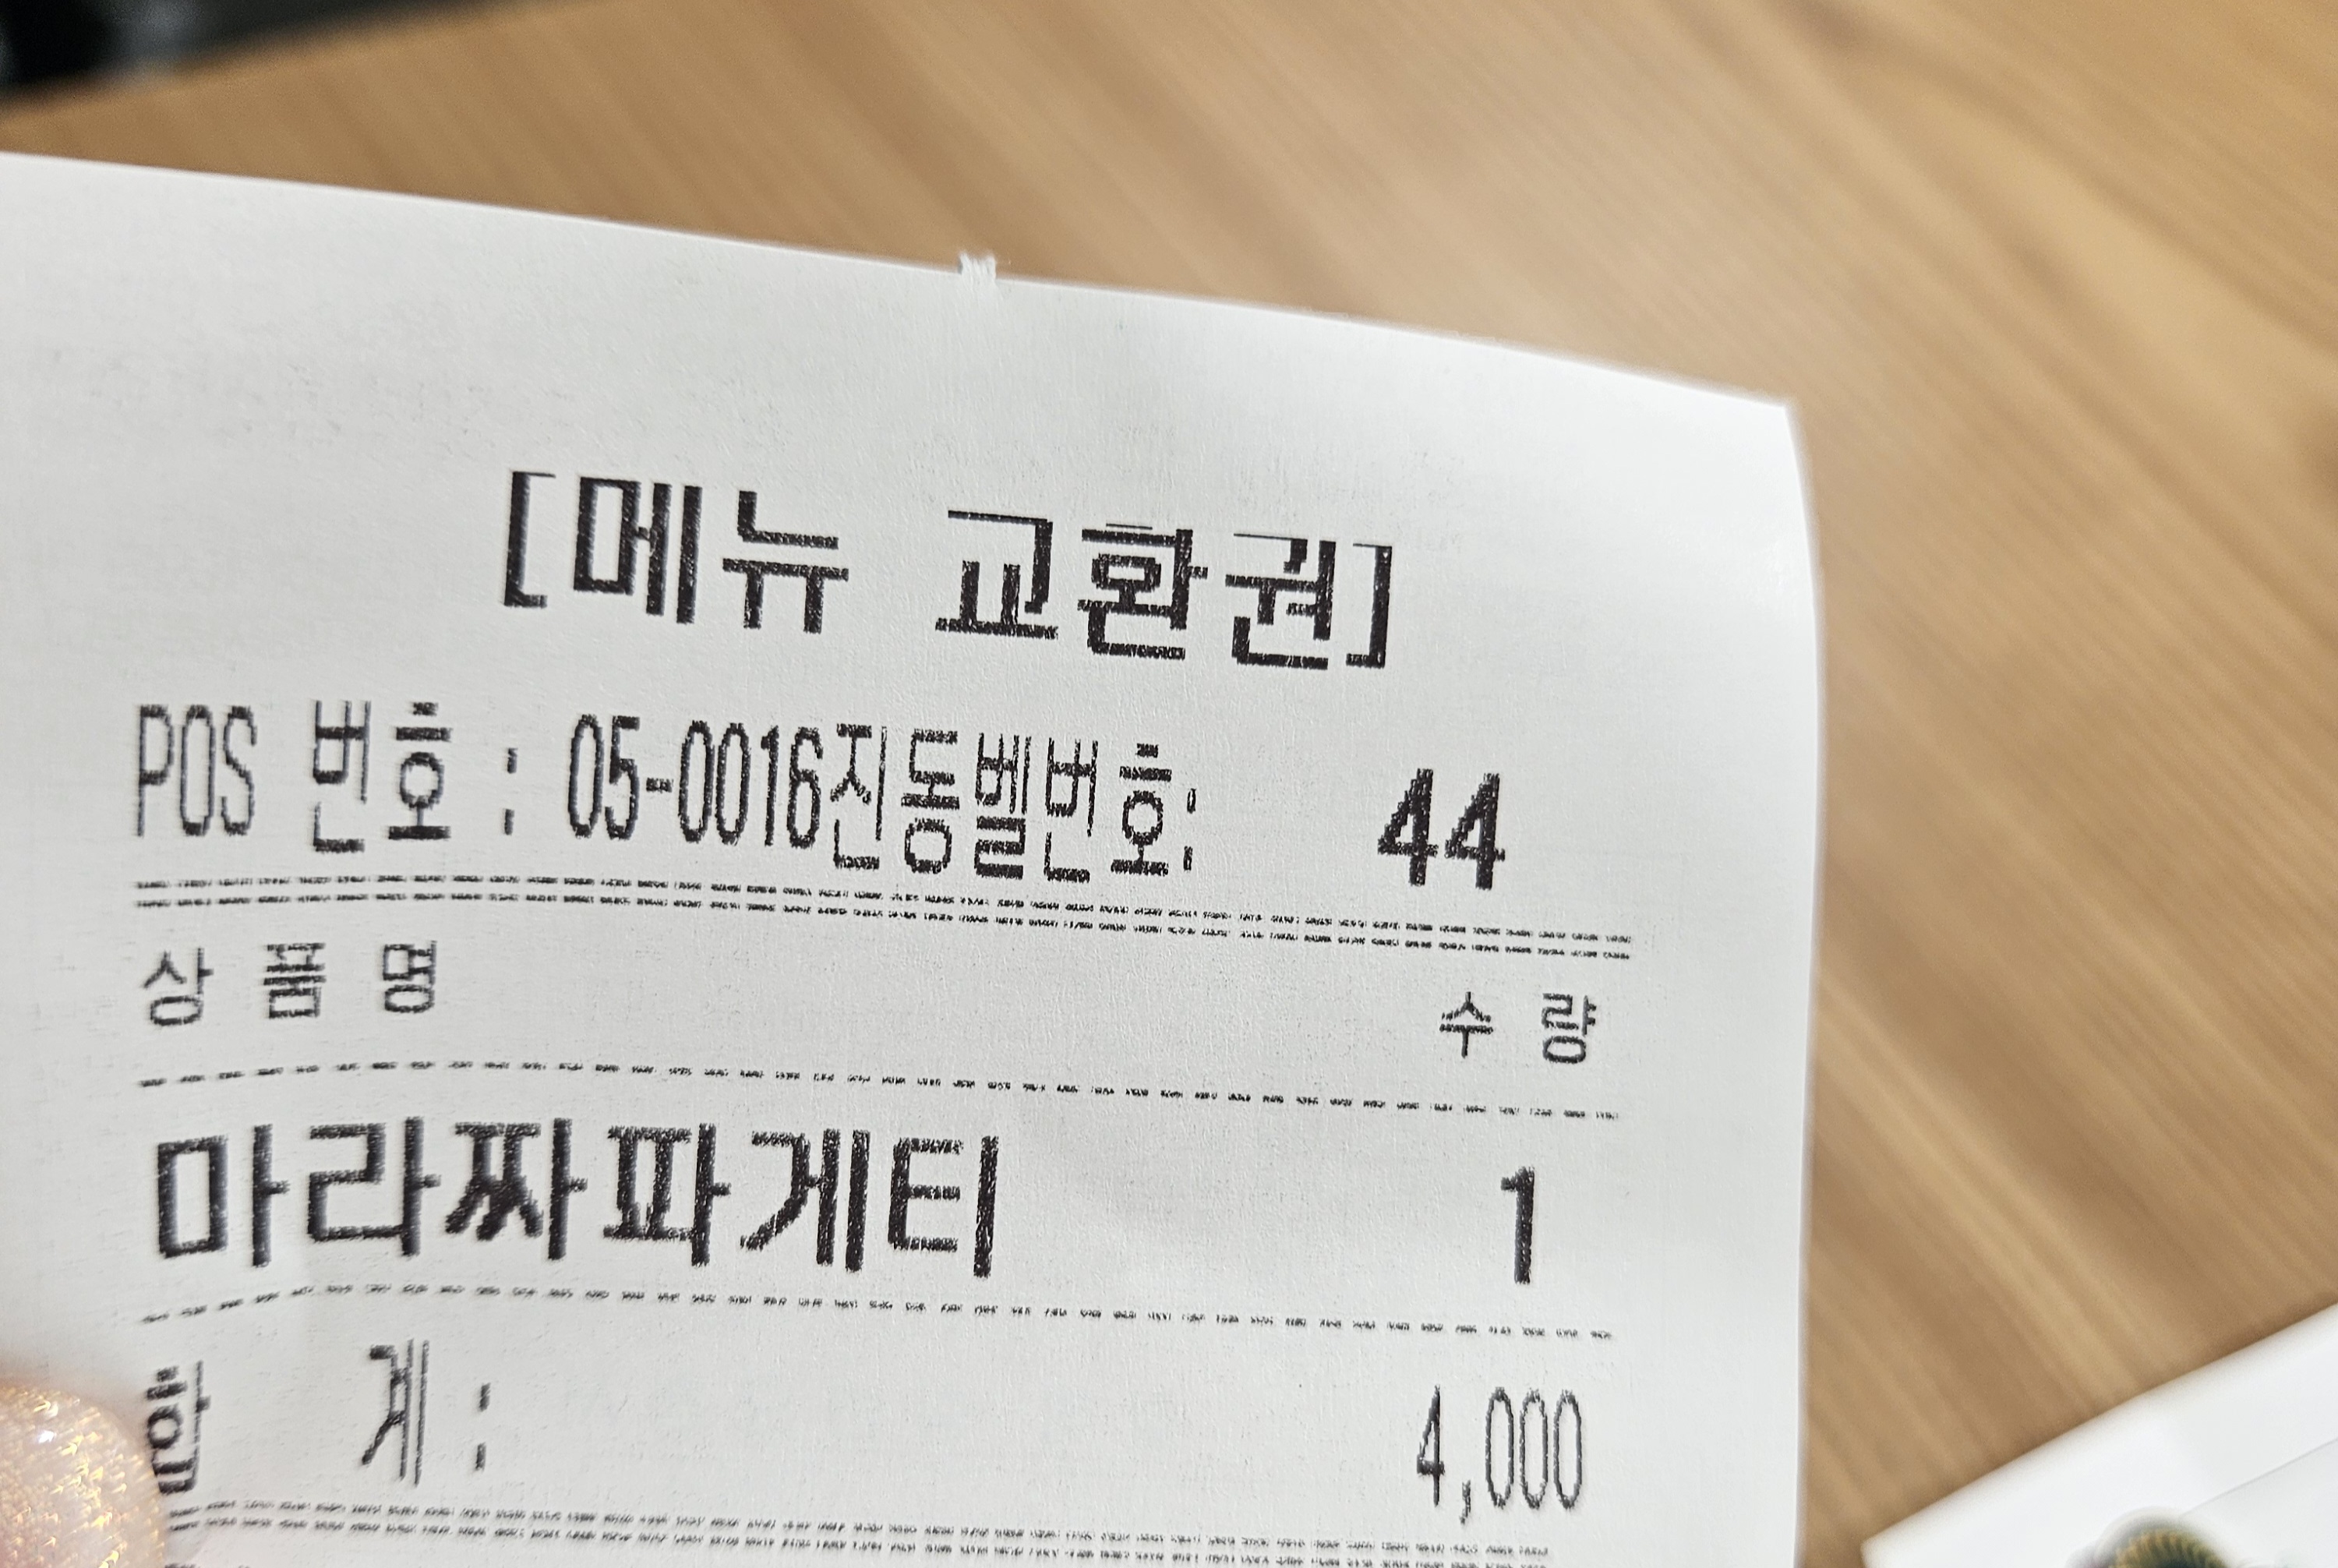 [메뉴 교환권]
POS 번호 : 05-0016진동벨번호: 44
상 품 명 수 량
마라짜파게티 1
합 계 : 4,000